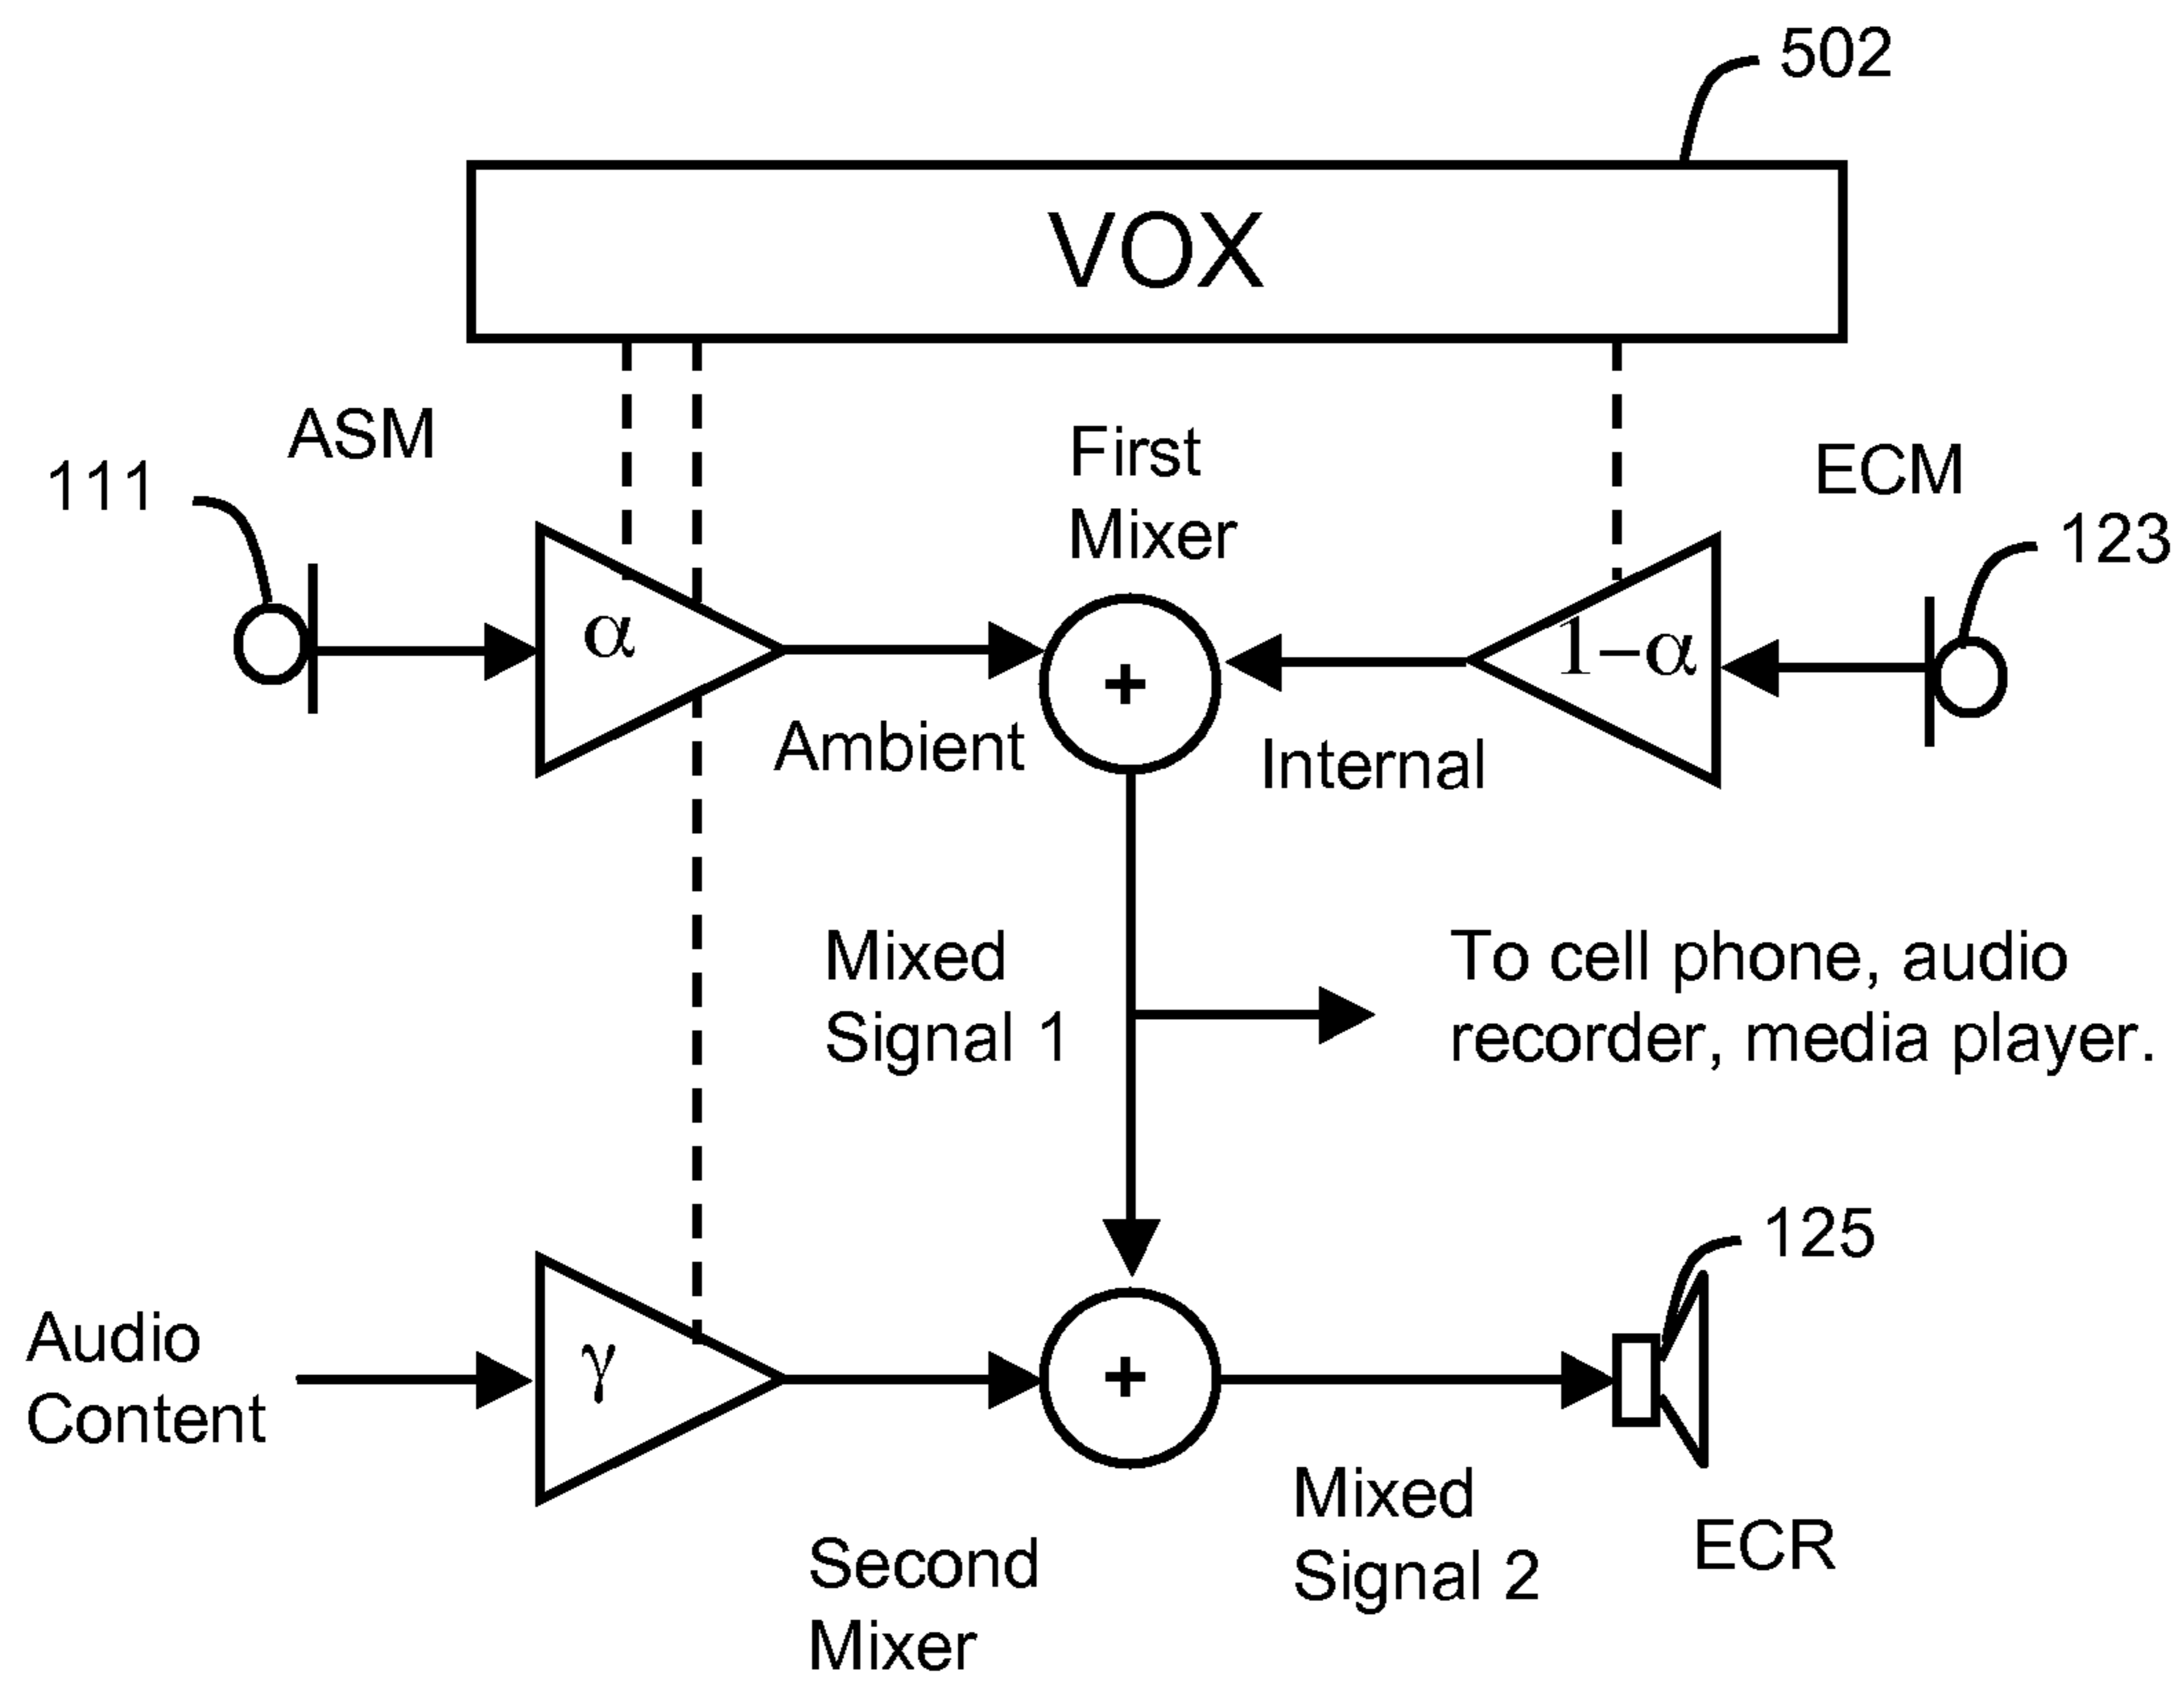 502
VOX
ASM
111
First
Mixer
ECM
123
α
+
1–α
Ambient
Internal
Mixed
Signal 1
To cell phone, audio
recorder, media player.
125
Audio
Content
γ
+
Mixed
Signal 2
ECR
Second
Mixer